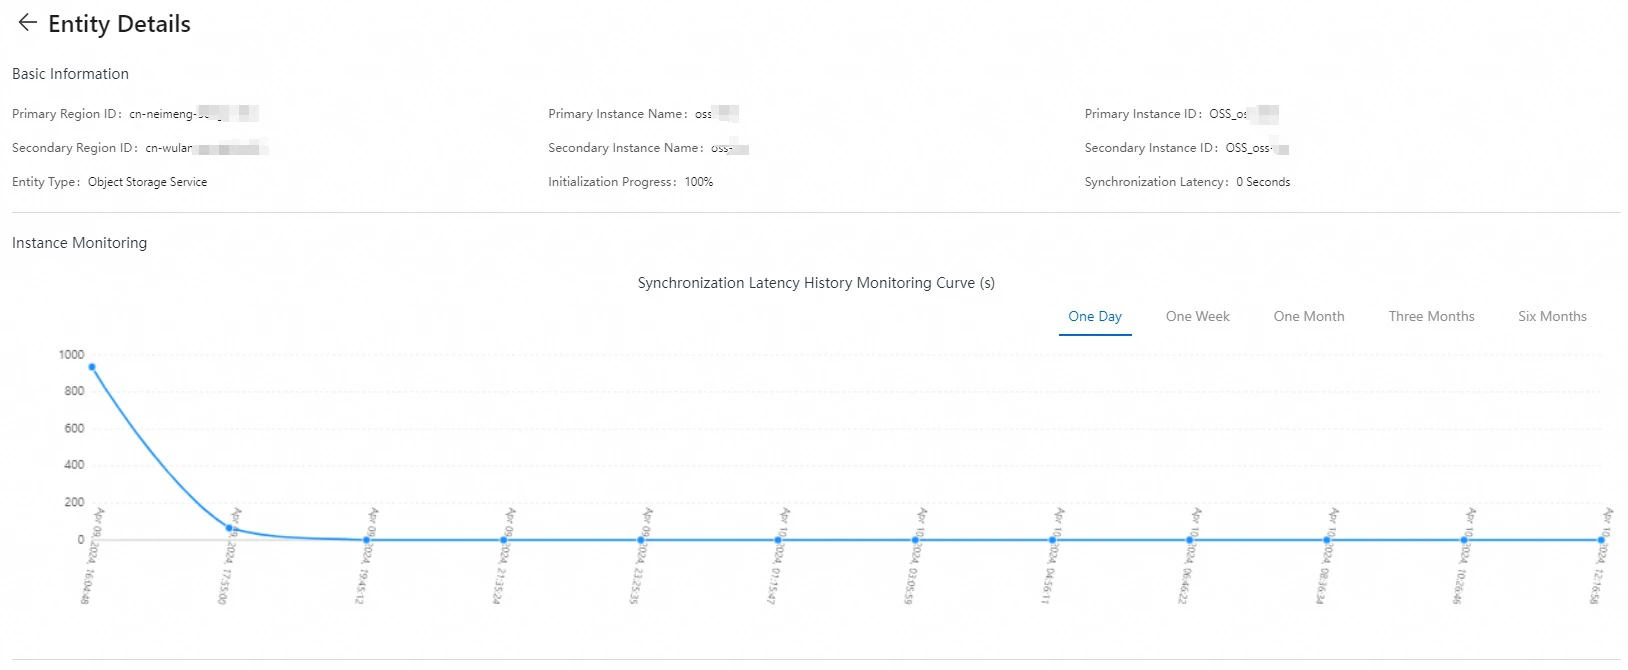 Entity Details
Basic Information
Primary Region ID: cn-neimeng- Primary Instance Name: oss Primary Instance ID: OSS_os
Secondary Region ID: cn-wulan Secondary Instance Name: oss- Secondary Instance ID: OSS_oss-
Entity Type: Object Storage Service Initialization Progress: 100% Synchronization Latency: 0 Seconds
Instance Monitoring
Synchronization Latency History Monitoring Curve (s)
One Day One Week One Month Three Months Six Months
1000
800
600
400
200
0
Apr 09, 2024, 16:04:48
Apr 09, 2024, 17:55:00
Apr 09, 2024, 19:45:12
Apr 09, 2024, 21:35:24
Apr 09, 2024, 23:25:35
Apr 10, 2024, 01:15:47
Apr 10, 2024, 03:05:59
Apr 10, 2024, 04:56:11
Apr 10, 2024, 06:46:22
Apr 10, 2024, 08:36:34
Apr 10, 2024, 10:26:46
Apr 10, 2024, 12:16:58